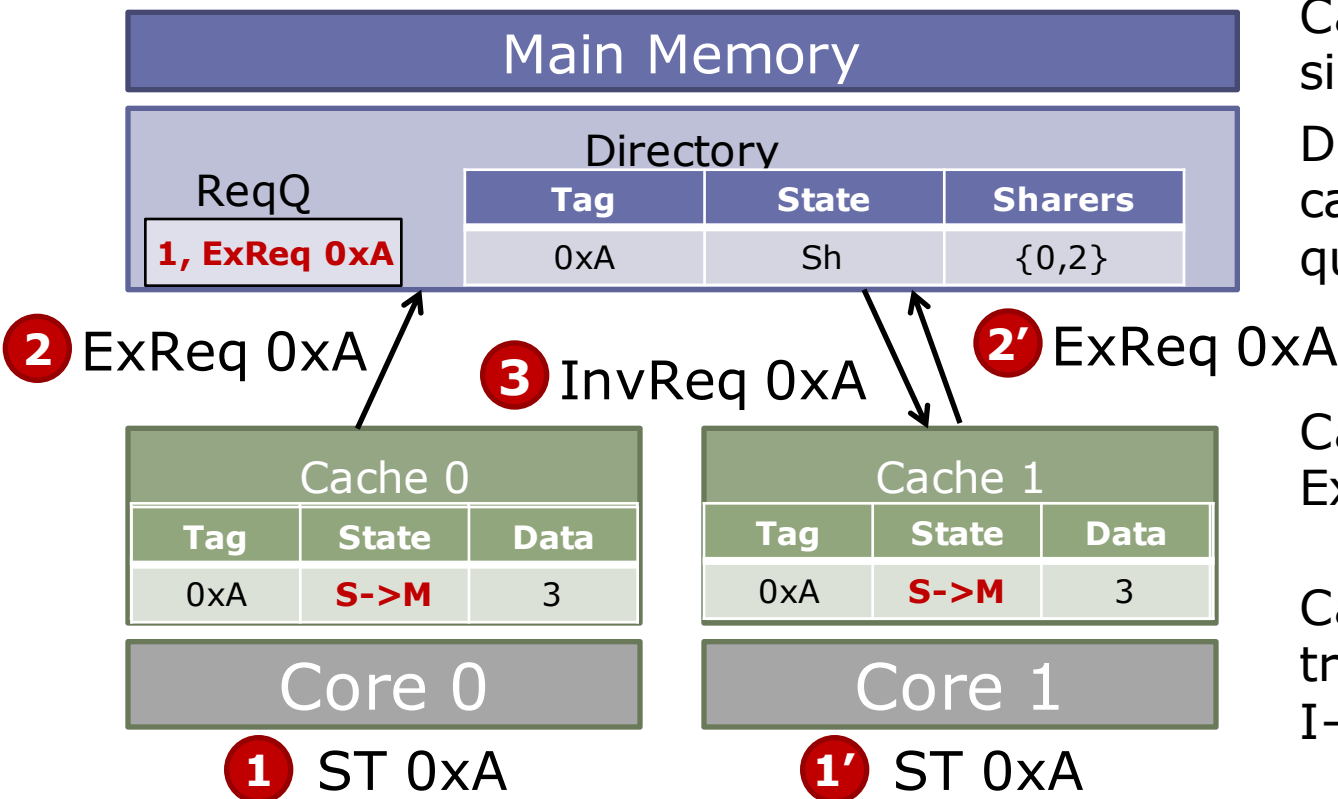 Main Memory
Directory
ReqQ
1, ExReq 0xA
Tag State Sharers
0xA Sh {0,2}
2 ExReq 0xA
3 InvReq 0xA
2’ ExReq 0xA
Cache 0
Tag State Data
0xA S->M 3
Cache 1
Tag State Data
0xA S->M 3
Core 0
Core 1
1 ST 0xA
1’ ST 0xA